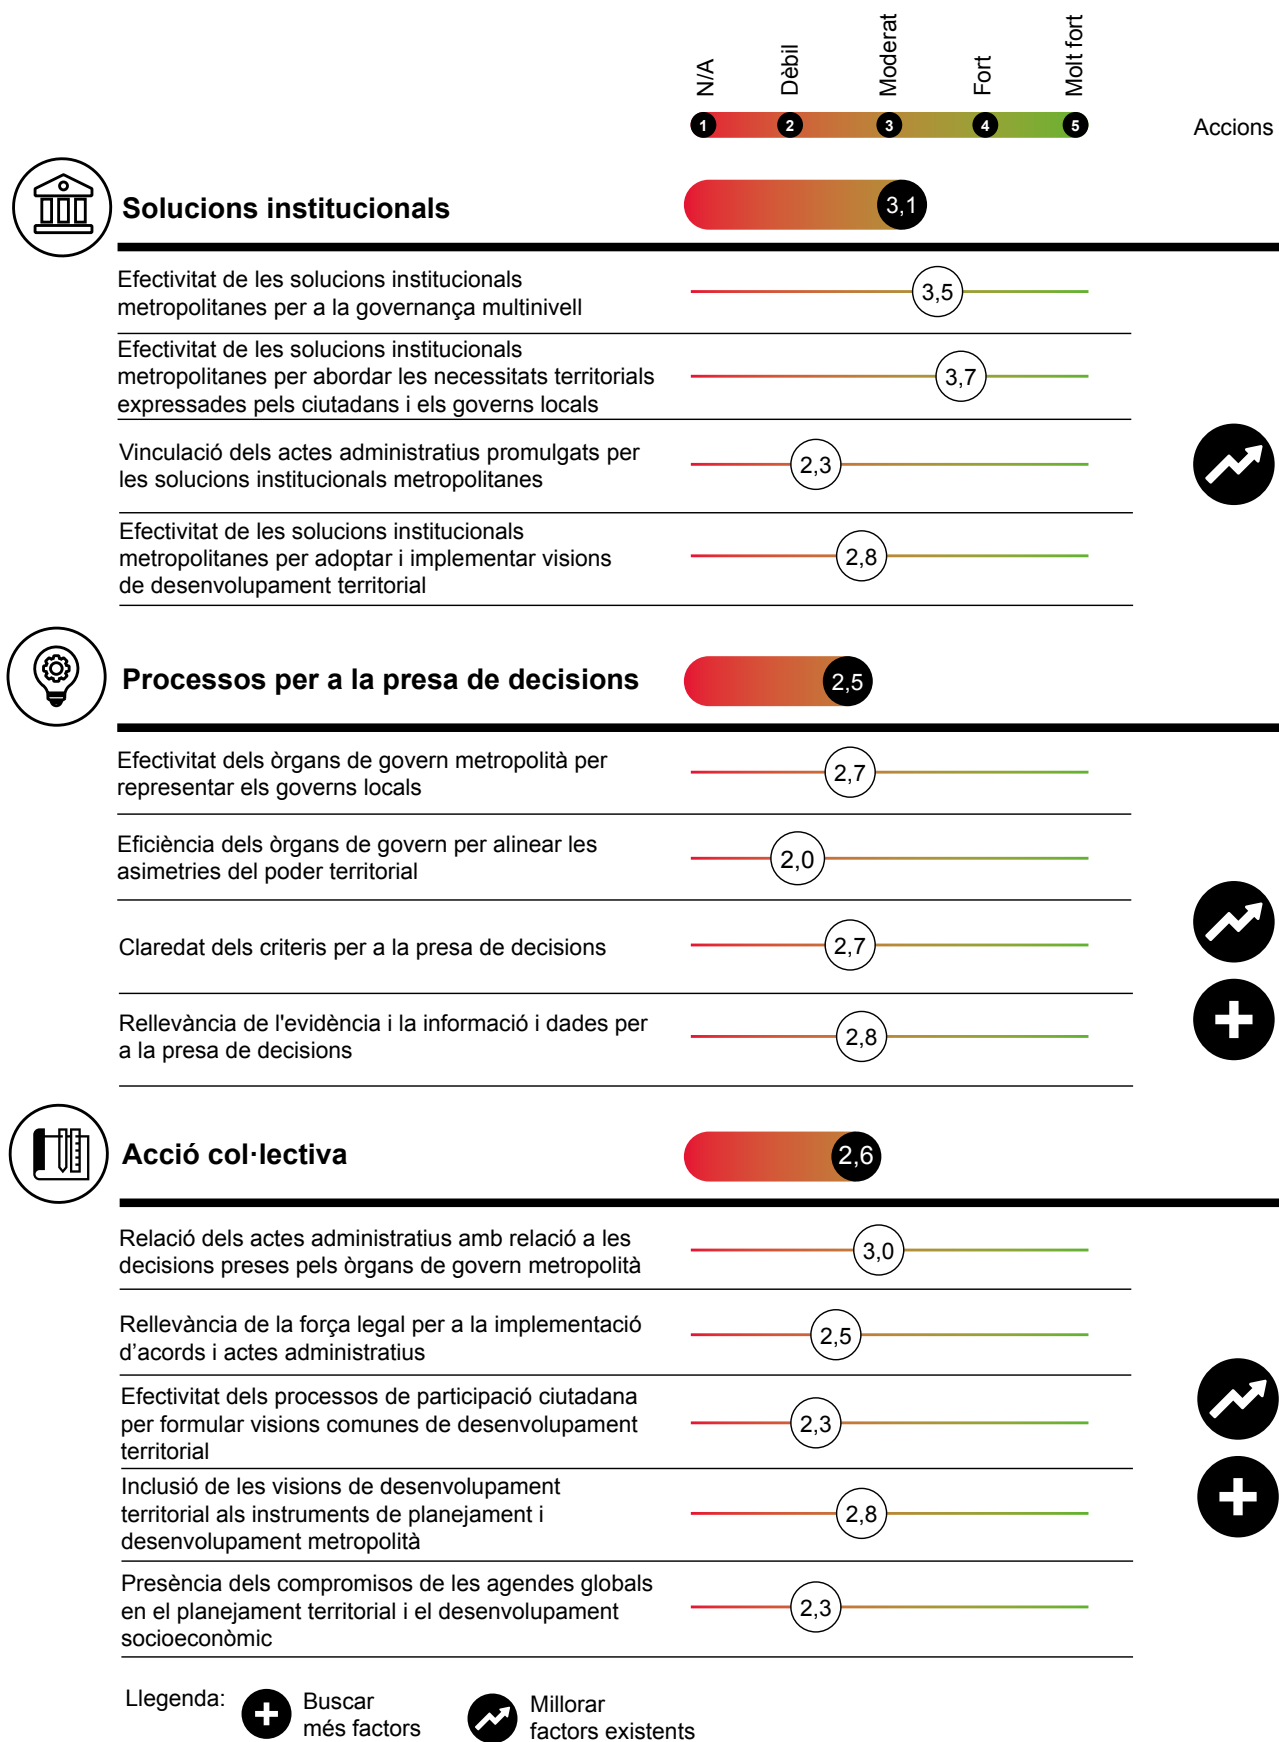 N/A
Dèbil
Moderat
Fort
Molt fort
1 2 3 4 5
Accions
Solucions institucionals
3,1
Efectivitat de les solucions institucionals
metropolitanes per a la governança multinivell
3,5
Efectivitat de les solucions institucionals
metropolitanes per abordar les necessitats territorials
expressades pels ciutadans i els governs locals
3,7
Vinculació dels actes administratius promulgats per
les solucions institucionals metropolitanes
2,3
Efectivitat de les solucions institucionals
metropolitanes per adoptar i implementar visions
de desenvolupament territorial
2,8
Processos per a la presa de decisions
2,5
Efectivitat dels òrgans de govern metropolità per
representar els governs locals
2,7
Eficiència dels òrgans de govern per alinear les
asimetries del poder territorial
2,0
Claredat dels criteris per a la presa de decisions
2,7
Rellevància de l'evidència i la informació i dades per
a la presa de decisions
2,8
Acció col·lectiva
2,6
Relació dels actes administratius amb relació a les
decisions preses pels òrgans de govern metropolità
3,0
Rellevància de la força legal per a la implementació
d’acords i actes administratius
2,5
Efectivitat dels processos de participació ciutadana
per formular visions comunes de desenvolupament
territorial
2,3
Inclusió de les visions de desenvolupament
territorial als instruments de planejament i
desenvolupament metropolità
2,8
Presència dels compromisos de les agendes globals
en el planejament territorial i el desenvolupament
socioeconòmic
2,3
Llegenda:
Buscar
més factors
Millorar
factors existents